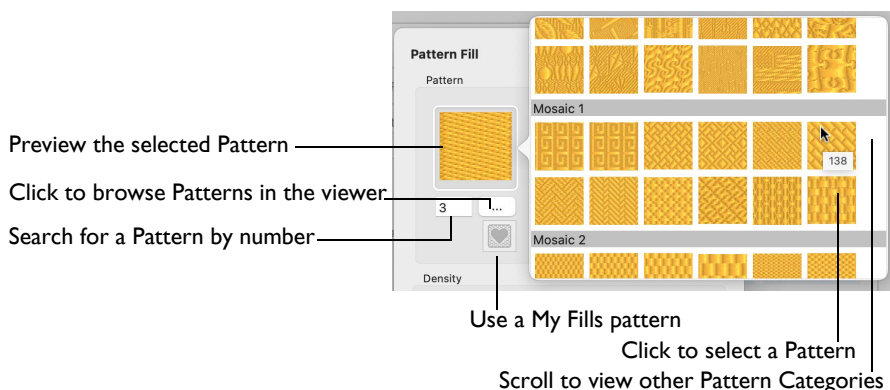 Pattern Fill
Pattern
Mosaic 1
Preview the selected Pattern
138
Click to browse Patterns in the viewer
3
...
Search for a Pattern by number
Mosaic 2
Density
Use a My Fills pattern
Click to select a Pattern
Scroll to view other Pattern Categories